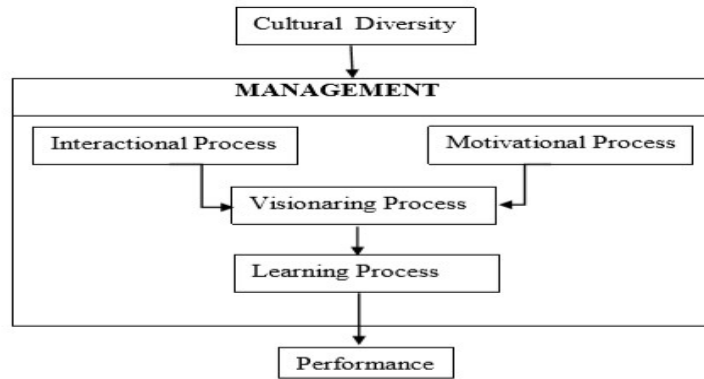 Cultural Diversity
MANAGEMENT
Interactional Process
Motivational Process
Visionaring Process
Learning Process
Performance